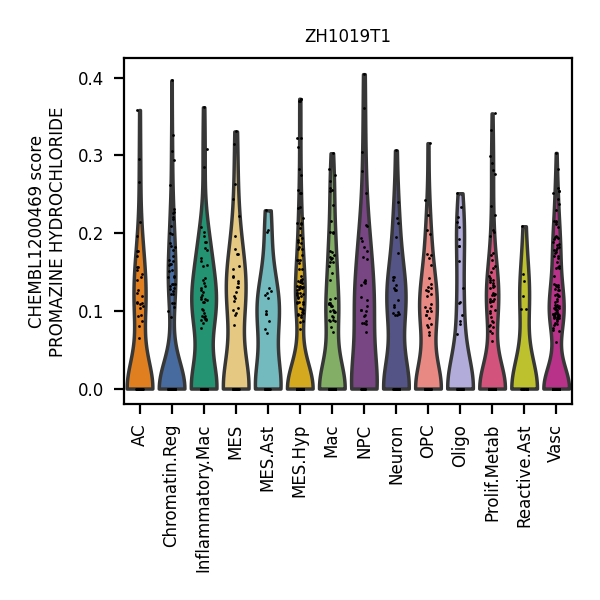 ZH1019T1
CHEMBL1200469 score
PROMAZINE HYDROCHLORIDE
0.4
0.3
0.2
0.1
0.0
AC
Chromatin.Reg
Inflammatory.Mac
MES
MES.Ast
MES.Hyp
Mac
NPC
Neuron
OPC
Oligo
Prolif.Metab
Reactive.Ast
Vasc